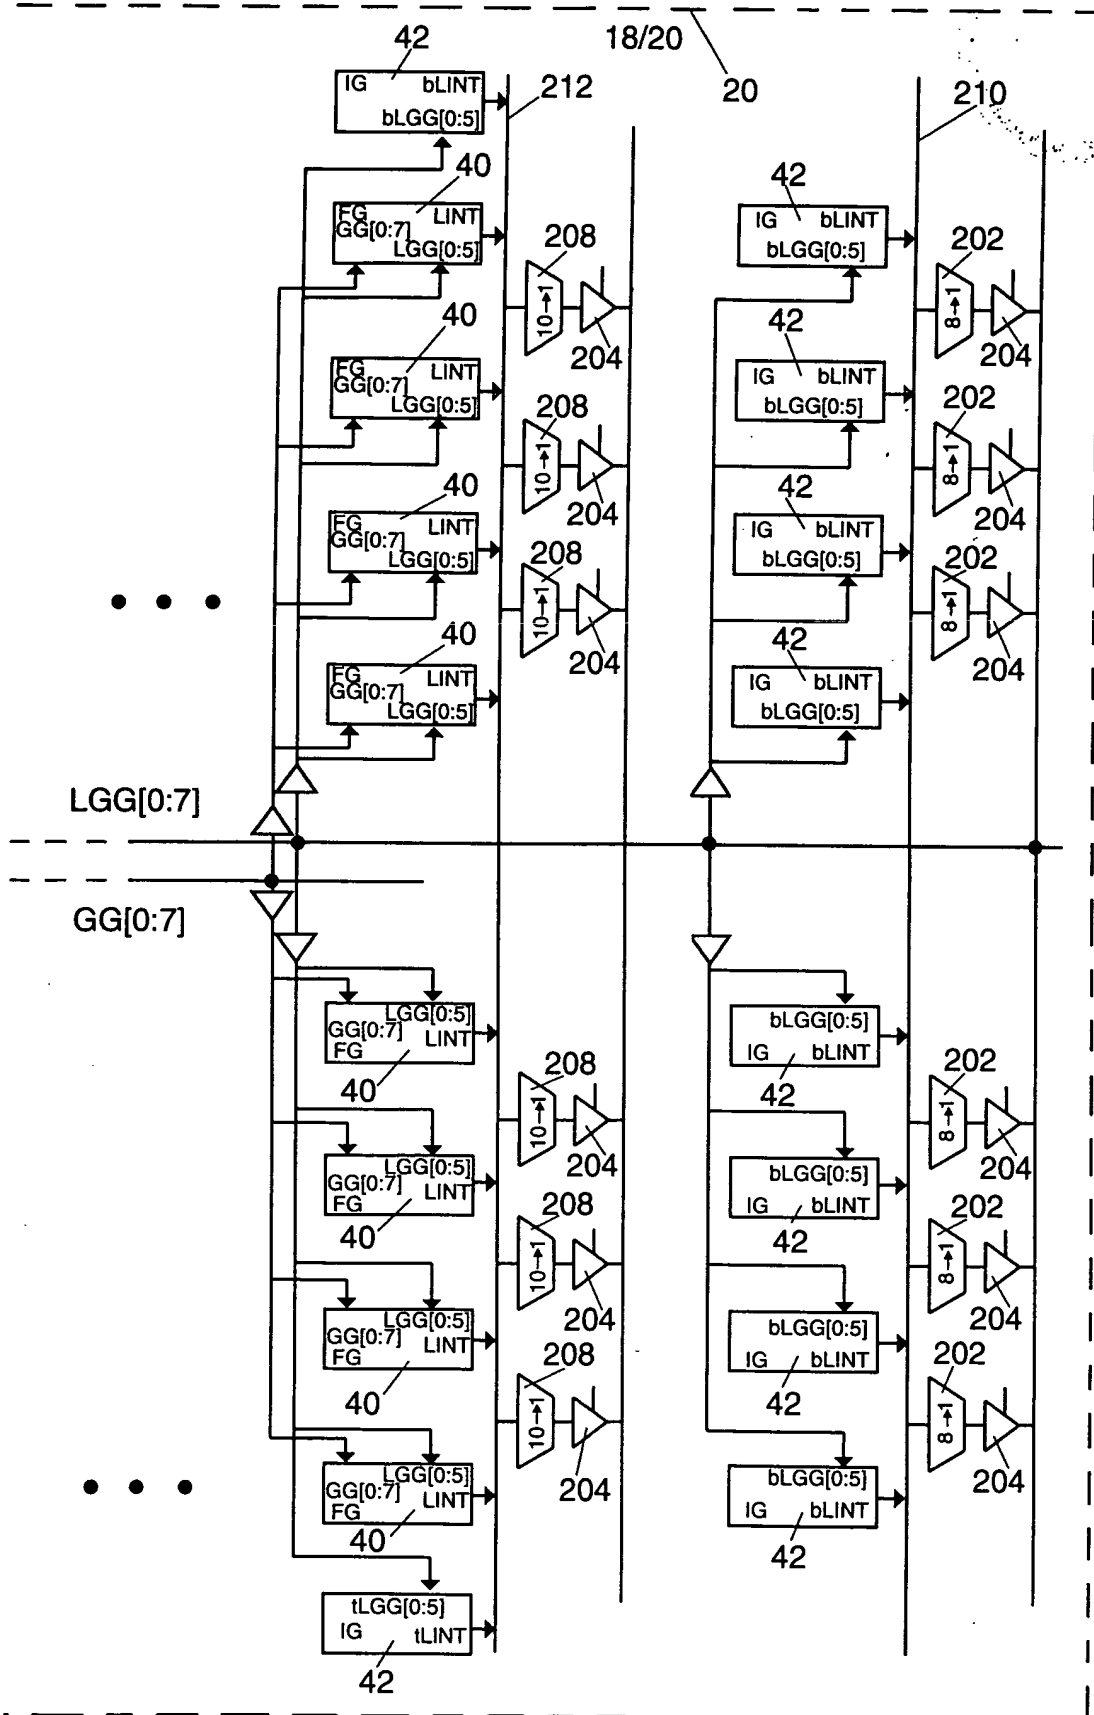 18/20
42
IG bLINT
bLGG[0:5]
212
20
210
40
FG LINT
GG[0:7]
LGG[0:5]
42
IG bLINT
bLGG[0:5]
208
10→1
204
202
8→1
204
40
FG LINT
GG[0:7]
LGG[0:5]
42
IG bLINT
bLGG[0:5]
208
10→1
204
202
8→1
204
40
FG LINT
GG[0:7]
LGG[0:5]
42
IG bLINT
bLGG[0:5]
208
10→1
204
202
8→1
204
40
FG LINT
GG[0:7]
LGG[0:5]
42
IG bLINT
bLGG[0:5]
LGG[0:7]
GG[0:7]
LGG[0:5]
GG[0:7] LINT
FG
40
bLGG[0:5]
IG bLINT
42
208
10→1
204
202
8→1
204
LGG[0:5]
GG[0:7] LINT
FG
40
bLGG[0:5]
IG bLINT
42
208
10→1
204
202
8→1
204
LGG[0:5]
GG[0:7] LINT
FG
40
bLGG[0:5]
IG bLINT
42
208
10→1
204
202
8→1
204
LGG[0:5]
GG[0:7] LINT
FG
40
bLGG[0:5]
IG bLINT
42
tLGG[0:5]
IG tLINT
42